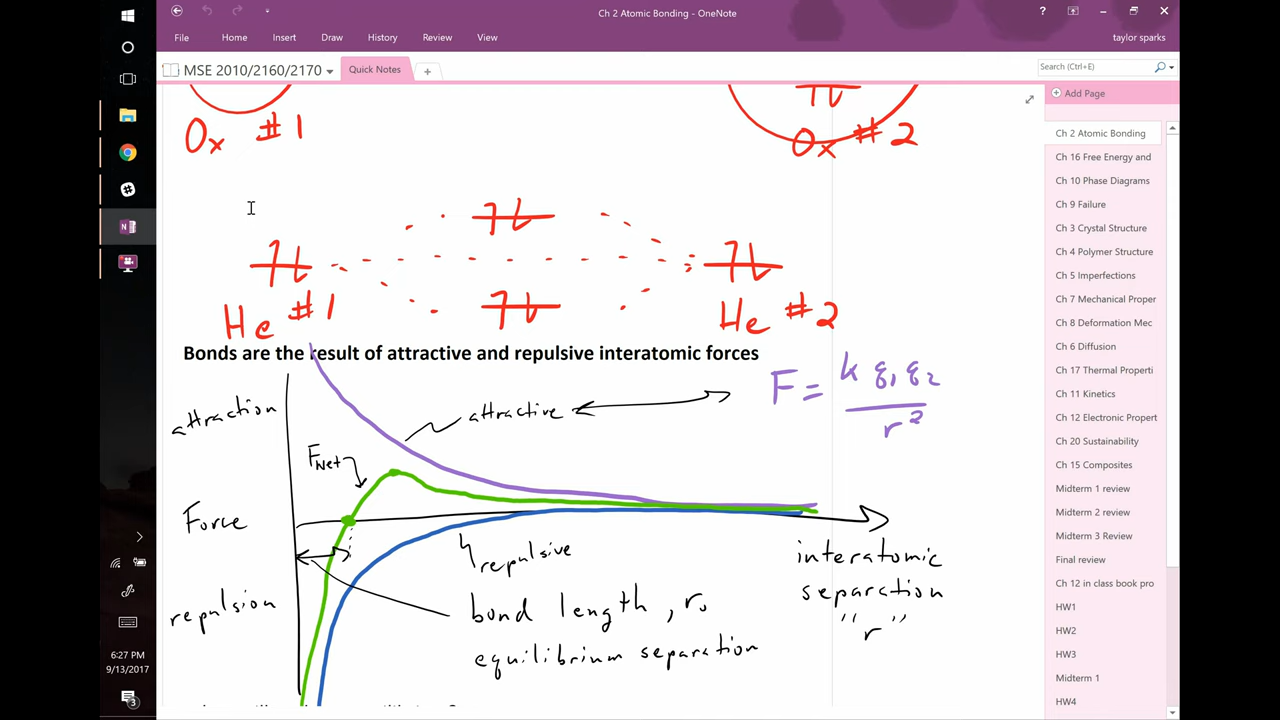 Ch 2 Atomic Bonding - OneNote
File Home Insert Draw History Review View
taylor sparks
MSE 2010/2160/2170
Quick Notes
Search (Ctrl+E)
Add Page
Ch 2 Atomic Bonding
Ch 16 Free Energy and
Ch 10 Phase Diagrams
Ch 9 Failure
Ch 3 Crystal Structure
Ch 4 Polymer Structure
Ch 5 Imperfections
Ch 7 Mechanical Proper
Ch 8 Deformation Mec
Ch 6 Diffusion
Ch 17 Thermal Properti
Ch 11 Kinetics
Ch 12 Electronic Propert
Ch 20 Sustainability
Ch 15 Composites
Midterm 1 review
Midterm 2 review
Midterm 3 Review
Final review
Ch 12 in class book pro
HW1
HW2
HW3
Midterm 1
HW4
Ox #1
Ox #2
He #1
He #2
Bonds are the result of attractive and repulsive interatomic forces
F = k q1 q2 / r²
attraction
attractive
FNet
Force
repulsive
interatomic
separation
"r"
repulsion
bond length, r₀
equilibrium separation
6:27 PM
9/13/2017
3